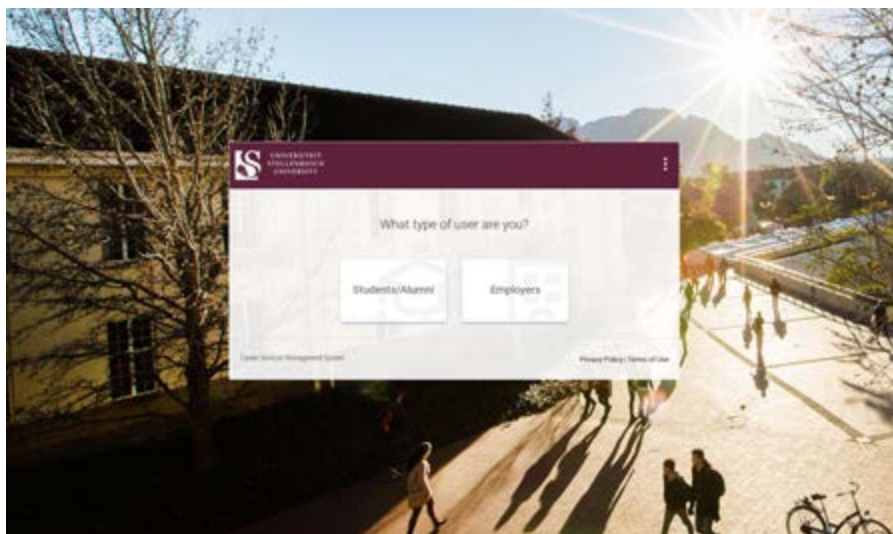 UNIVERSITEIT
STELLENBOSCH
UNIVERSITY
What type of user are you?
Students/Alumni
Employers
Career Services Management System
Privacy Policy | Terms of Use